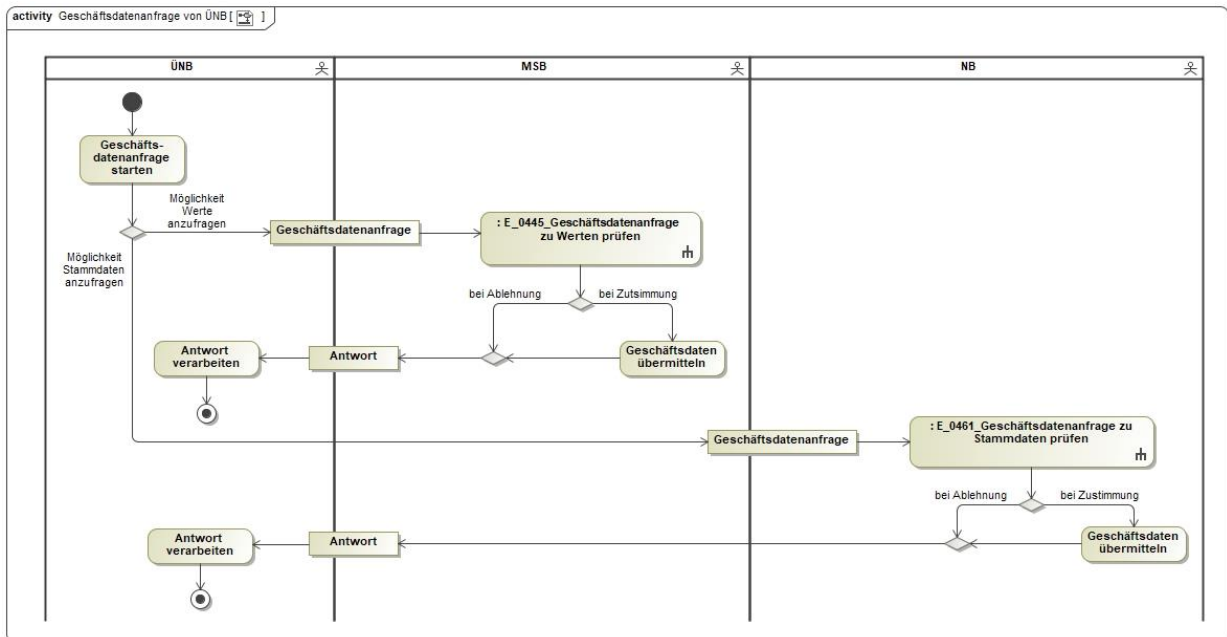 activity Geschäftsdatenanfrage von ÜNB [ ]
ÜNB
MSB
NB
Geschäfts-
datenanfrage
starten
Möglichkeit
Werte
anzufragen
Möglichkeit
Stammdaten
anzufragen
Geschäftsdatenanfrage
: E_0445_Geschäftsdatenanfrage
zu Werten prüfen
bei Ablehnung
bei Zutsimmung
Antwort
verarbeiten
Antwort
Geschäftsdaten
übermitteln
Geschäftsdatenanfrage
: E_0461_Geschäftsdatenanfrage zu
Stammdaten prüfen
bei Ablehnung
bei Zustimmung
Antwort
verarbeiten
Antwort
Geschäftsdaten
übermitteln